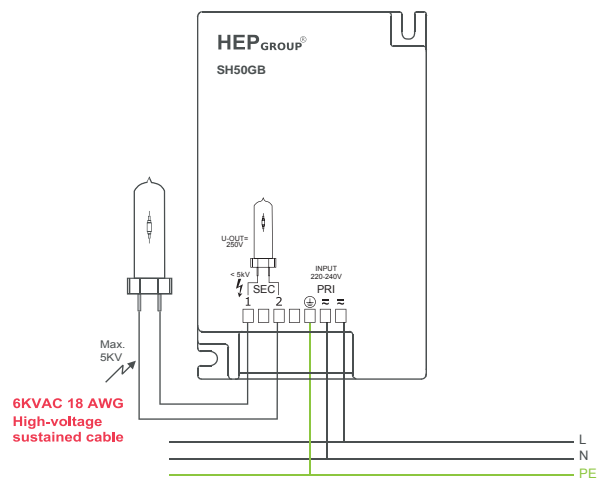 HEP GROUP®
SH50GB
U-OUT=
250V
< 5kV
SEC
1 2
INPUT
220-240V
PRI
≂ ≂
Max.
5KV
6KVAC 18 AWG
High-voltage
sustained cable
L
N
PE